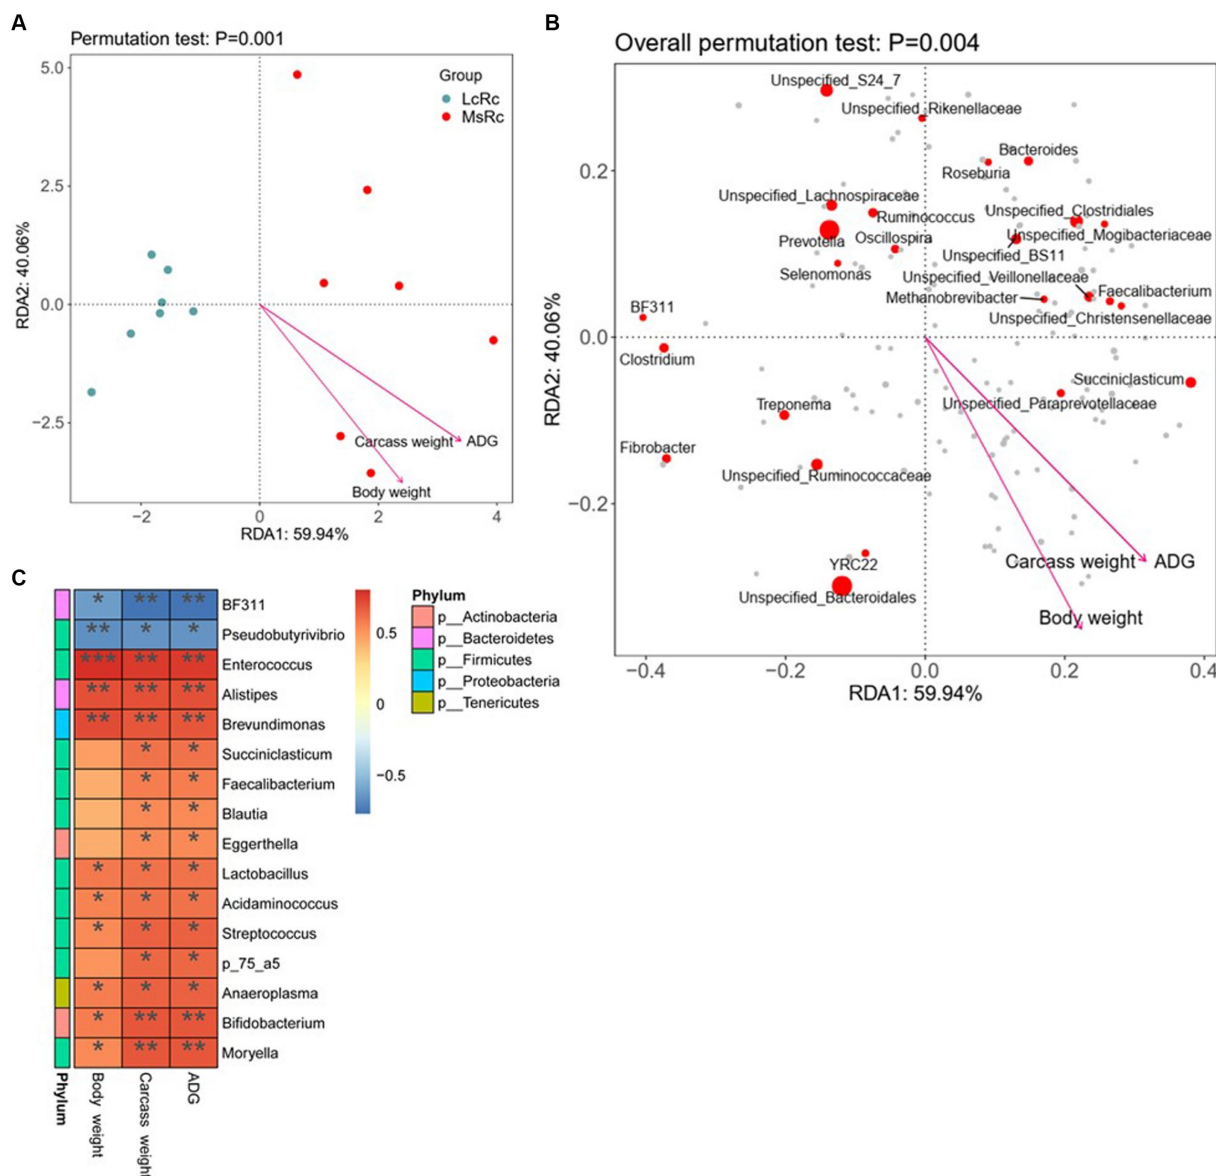 A
Permutation test: P=0.001
5.0
2.5
0.0
−2.5
RDA2: 40.06%
Group
LcRc
MsRc
Carcass weight
ADG
Body weight
−2
0
2
4
RDA1: 59.94%
B
Overall permutation test: P=0.004
0.2
0.0
−0.2
RDA2: 40.06%
Unspecified_S24_7
Unspecified_Rikenellaceae
Bacteroides
Roseburia
Unspecified_Lachnospiraceae
Unspecified_Clostridiales
Ruminococcus
Unspecified_Mogibacteriaceae
Prevotella
Oscillospira
Unspecified_BS11
Selenomonas
Unspecified_Veillonellaceae
Methanobrevibacter
Faecalibacterium
BF311
Unspecified_Christensenellaceae
Clostridium
Succiniclasticum
Treponema
Unspecified_Paraprevotellaceae
Fibrobacter
Unspecified_Ruminococcaceae
Carcass weight
ADG
YRC22
Unspecified_Bacteroidales
Body weight
−0.4
−0.2
0.0
0.2
0.4
RDA1: 59.94%
C
* ** ** BF311
** * * Pseudobutyrivibrio
*** ** ** Enterococcus
** ** ** Alistipes
** ** ** Brevundimonas
* * Succiniclasticum
* * Faecalibacterium
* * Blautia
* * Eggerthella
* * * Lactobacillus
* * * Acidaminococcus
* * * Streptococcus
* * p_75_a5
* * * Anaeroplasma
* ** ** Bifidobacterium
* ** ** Moryella
Phylum
Body weight
Carcass weight
ADG
0.5
0
−0.5
Phylum
p__Actinobacteria
p__Bacteroidetes
p__Firmicutes
p__Proteobacteria
p__Tenericutes